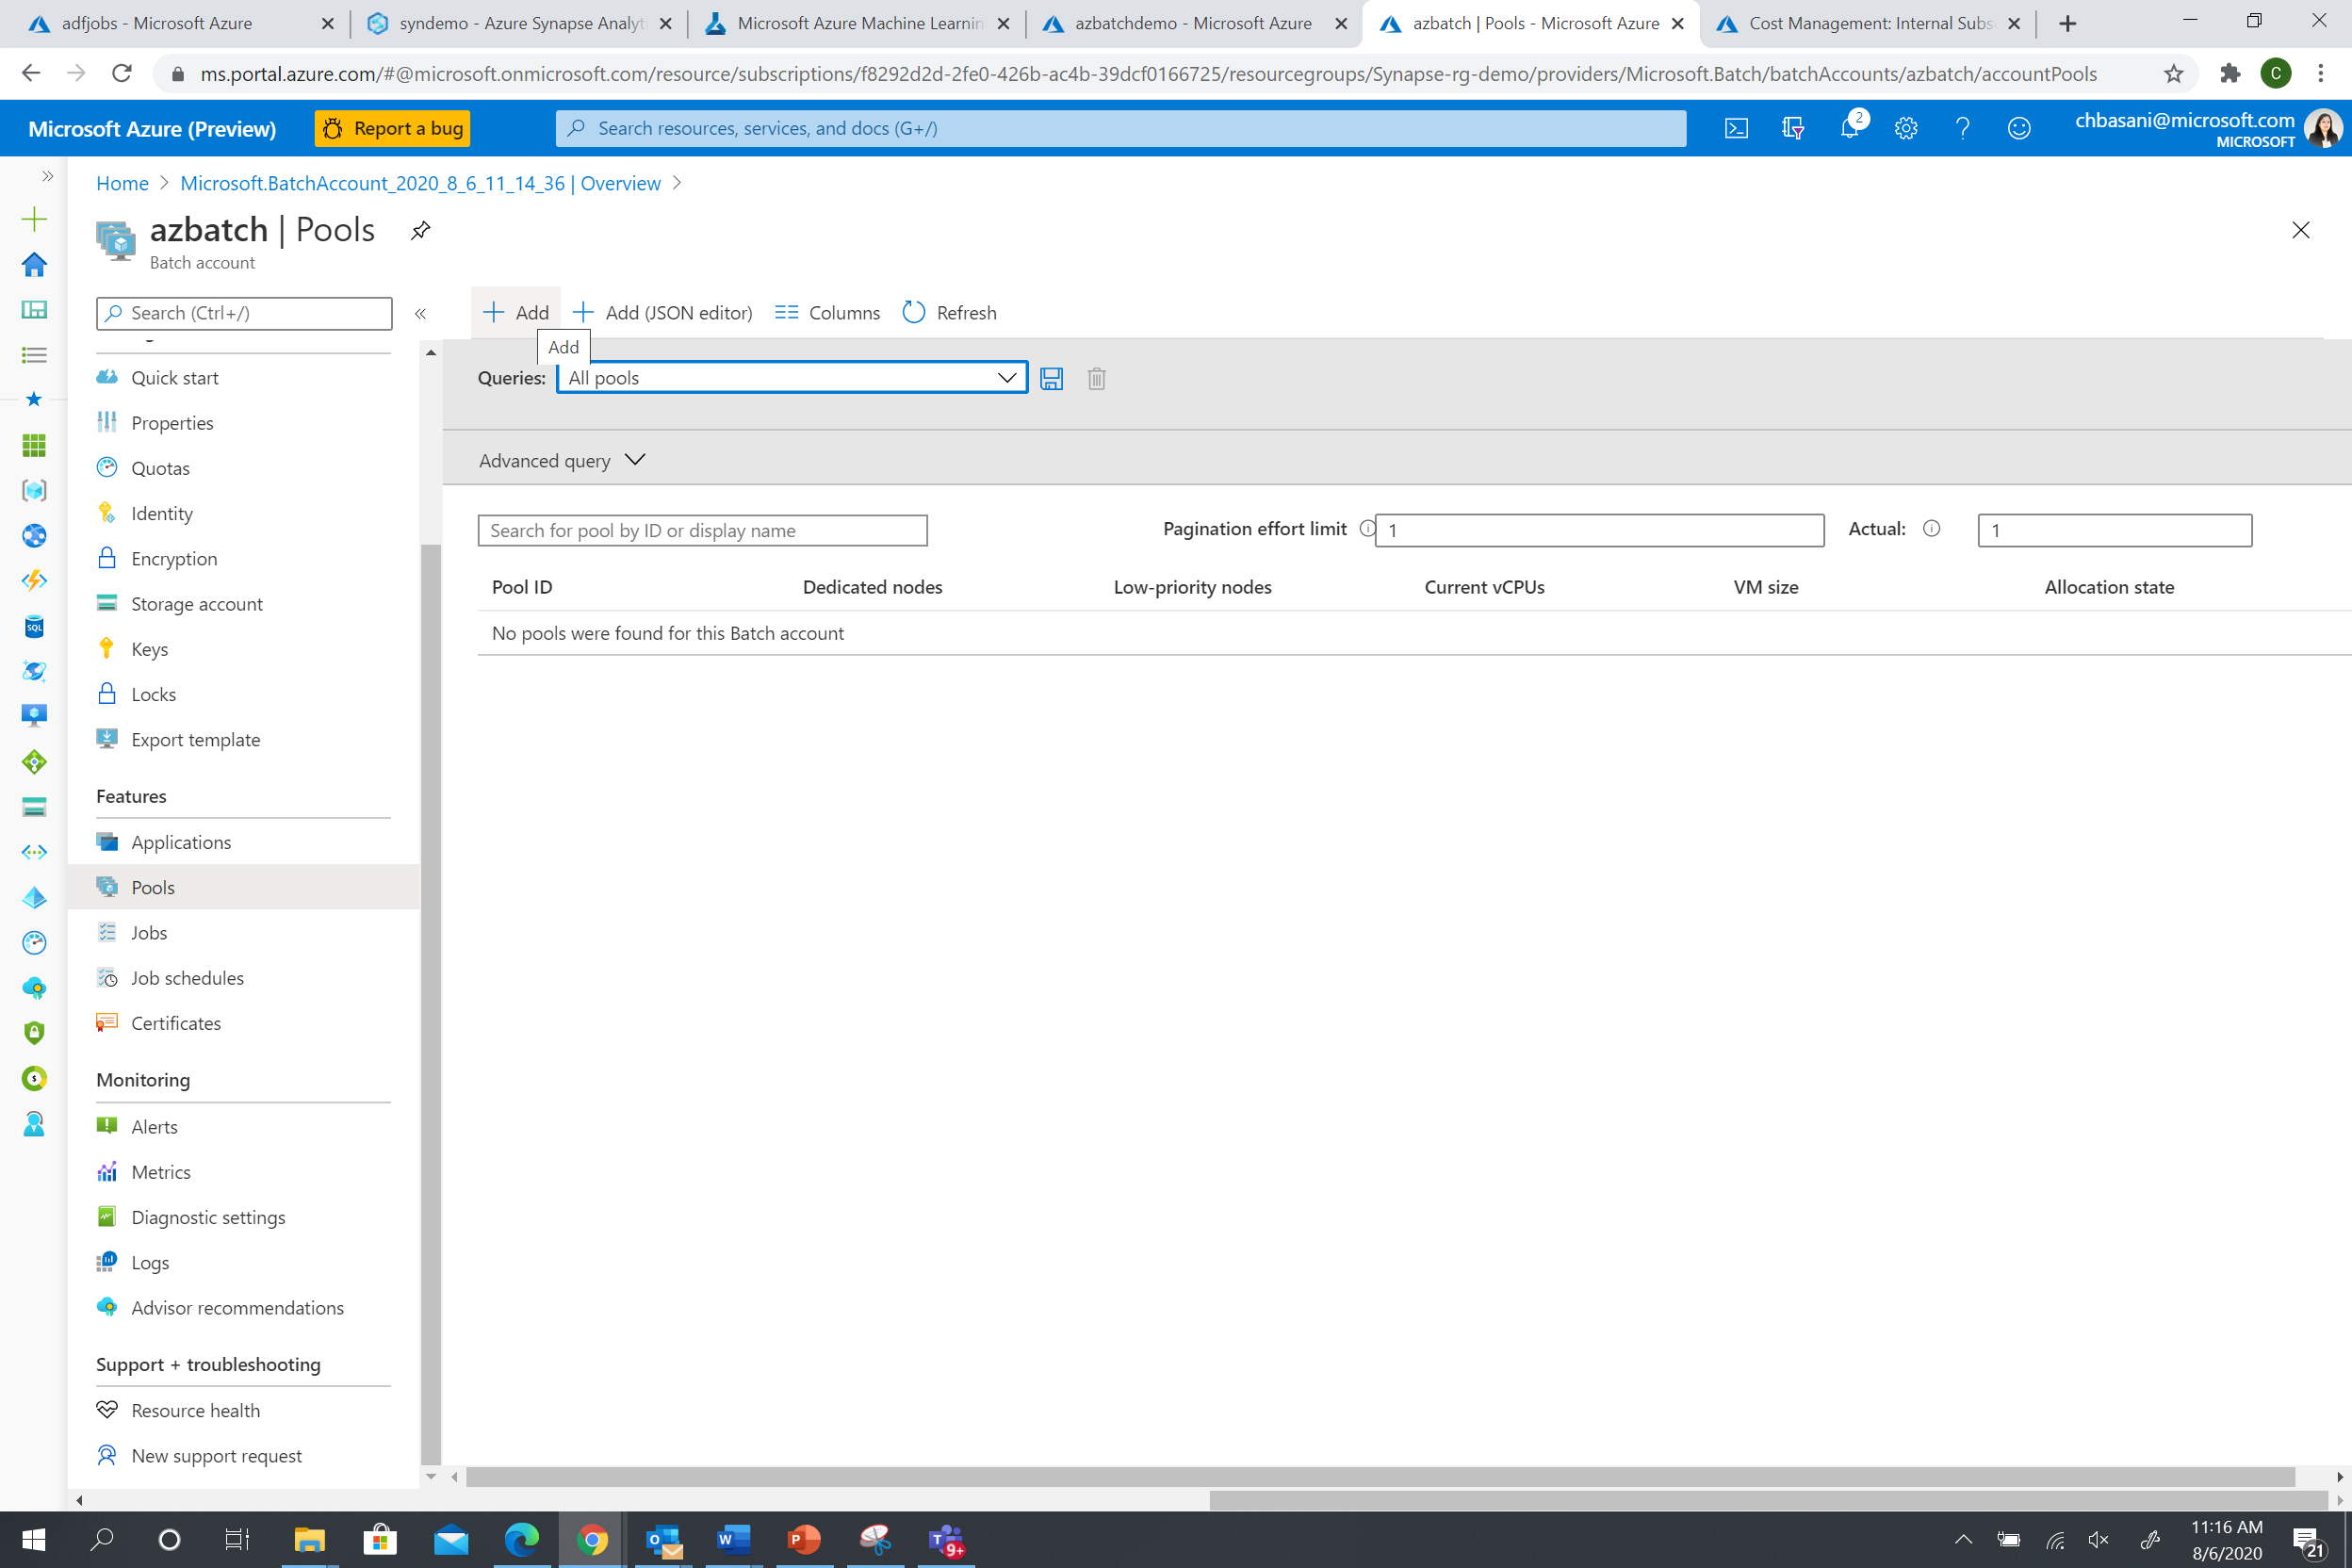 adfjobs - Microsoft Azure
syndemo - Azure Synapse Analyt
Microsoft Azure Machine Learnin
azbatchdemo - Microsoft Azure
azbatch | Pools - Microsoft Azure
Cost Management: Internal Subs
ms.portal.azure.com/#@microsoft.onmicrosoft.com/resource/subscriptions/f8292d2d-2fe0-426b-ac4b-39dcf0166725/resourcegroups/Synapse-rg-demo/providers/Microsoft.Batch/batchAccounts/azbatch/accountPools
C
Microsoft Azure (Preview)
Report a bug
Search resources, services, and docs (G+/)
2
chbasani@microsoft.com
MICROSOFT
Home > Microsoft.BatchAccount_2020_8_6_11_14_36 | Overview >
azbatch | Pools
Batch account
Search (Ctrl+/)
Add
Add (JSON editor)
Columns
Refresh
Add
Queries:
All pools
Advanced query
Search for pool by ID or display name
Pagination effort limit
1
Actual:
1
Pool ID
Dedicated nodes
Low-priority nodes
Current vCPUs
VM size
Allocation state
No pools were found for this Batch account
Quick start
Properties
Quotas
Identity
Encryption
Storage account
Keys
Locks
Export template
Features
Applications
Pools
Jobs
Job schedules
Certificates
Monitoring
Alerts
Metrics
Diagnostic settings
Logs
Advisor recommendations
Support + troubleshooting
Resource health
New support request
SQL
9+
11:16 AM
8/6/2020
21